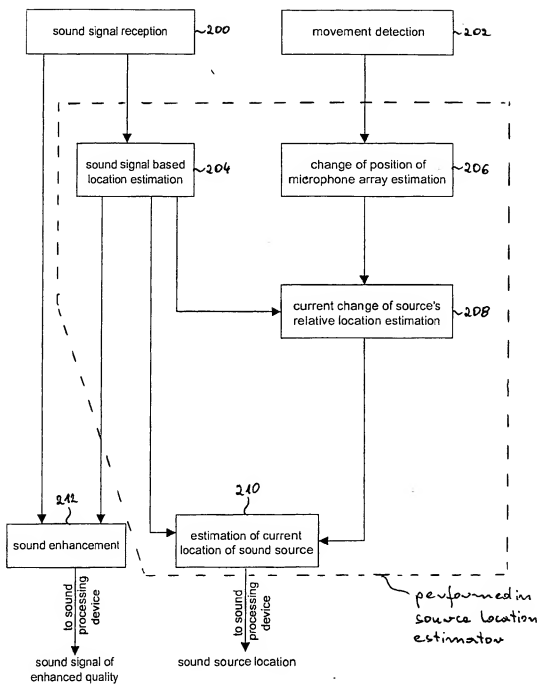 sound signal reception
200
movement detection
202
sound signal based
location estimation
204
change of position of
microphone array estimation
206
current change of source's
relative location estimation
208
212
sound enhancement
210
estimation of current
location of sound source
to sound
processing
device
to sound
processing
device
sound signal of
enhanced quality
sound source location
performed in
source location
estimator